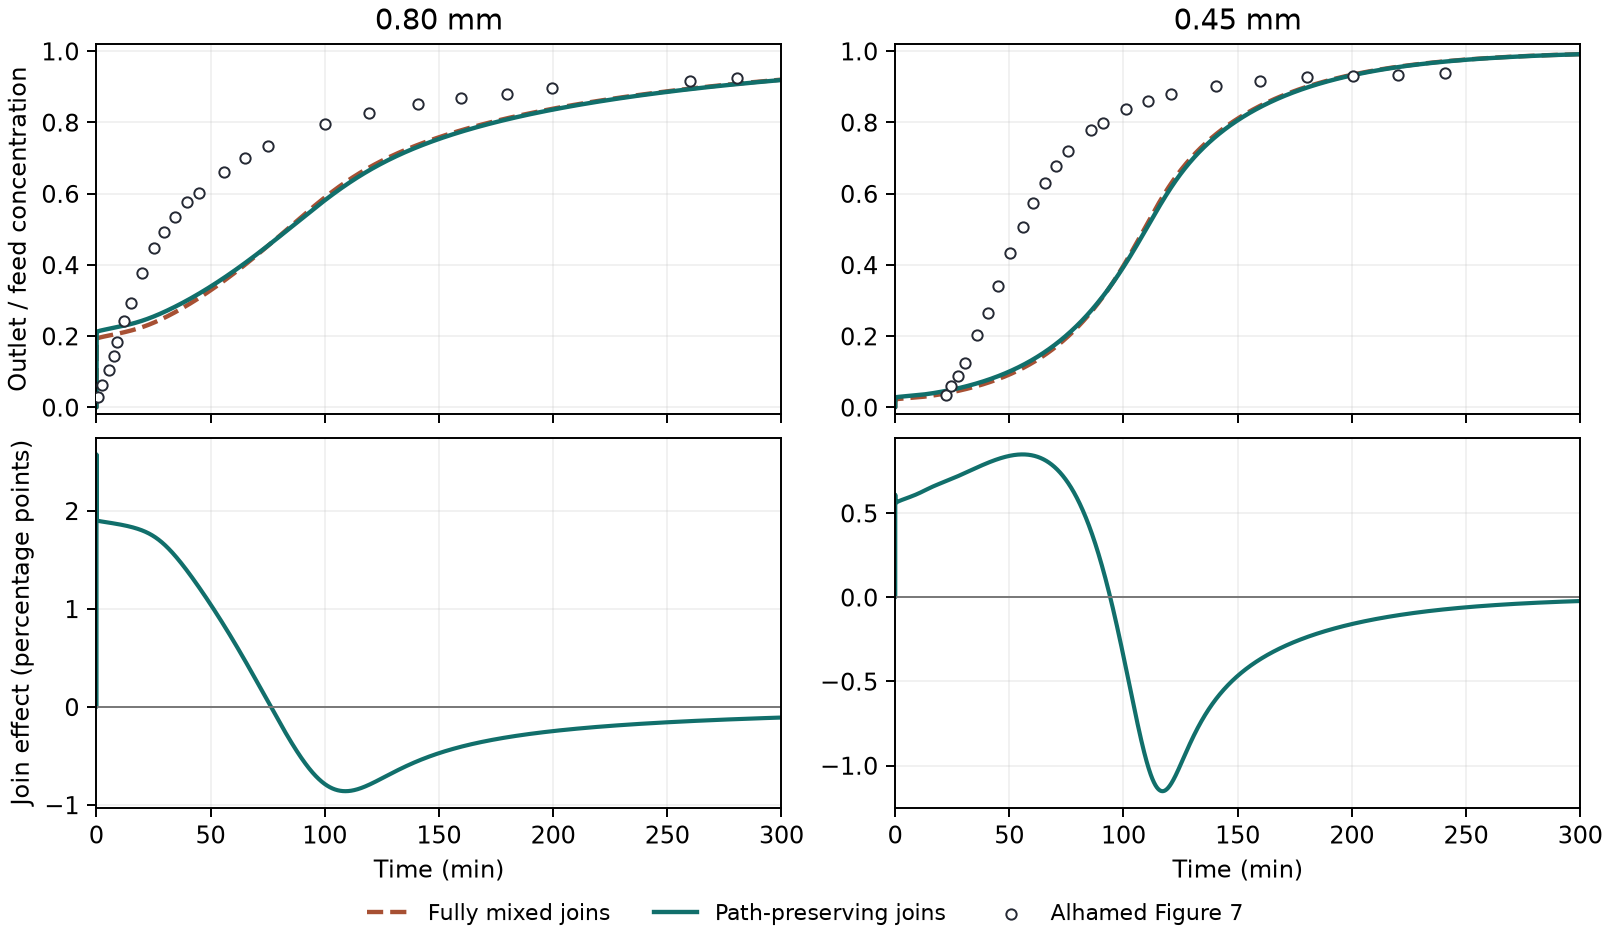 0.80 mm
0.45 mm
Outlet / feed concentration
1.0
0.8
0.6
0.4
0.2
0.0
1.0
0.8
0.6
0.4
0.2
0.0
Join effect (percentage points)
2
1
0
−1
0.5
0.0
−0.5
−1.0
0 50 100 150 200 250 300
0 50 100 150 200 250 300
Time (min)
Time (min)
Fully mixed joins
Path-preserving joins
Alhamed Figure 7